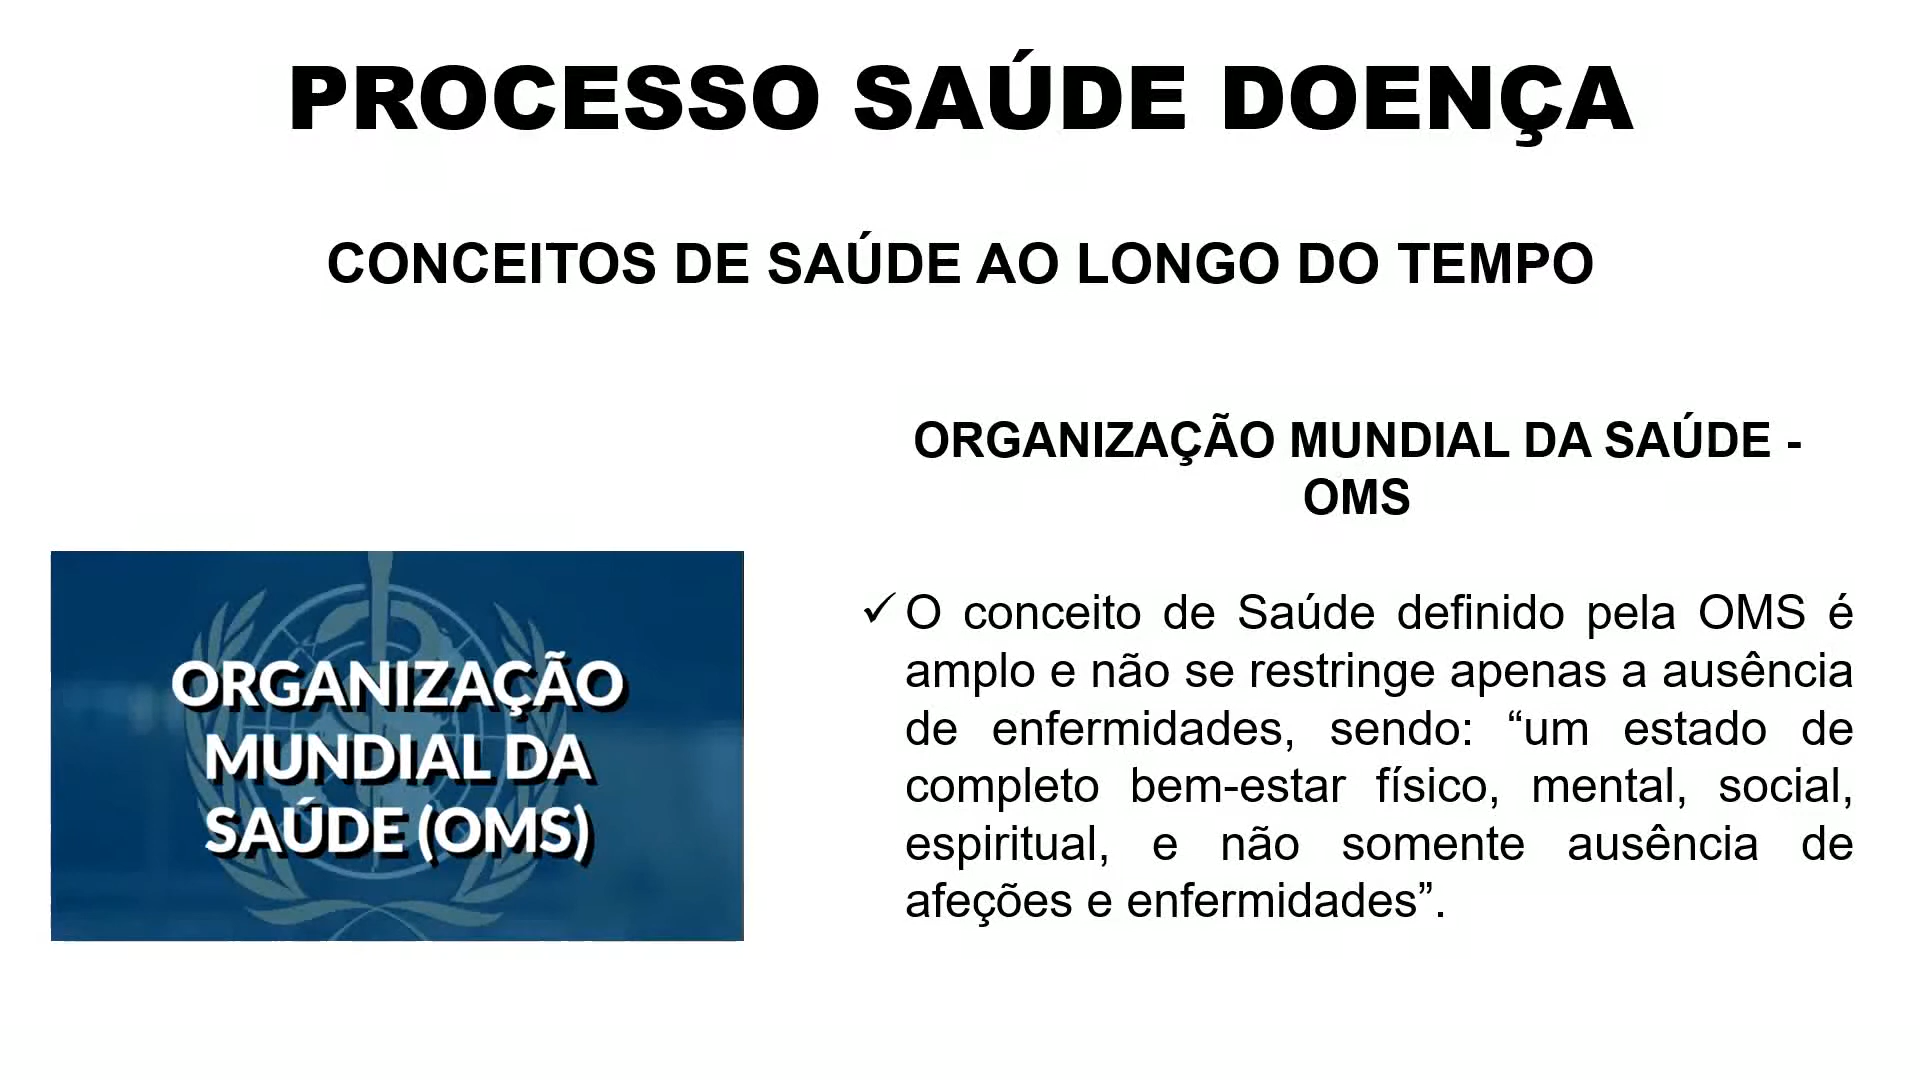 PROCESSO SAÚDE DOENÇA
CONCEITOS DE SAÚDE AO LONGO DO TEMPO
ORGANIZAÇÃO MUNDIAL DA SAÚDE -
OMS
ORGANIZAÇÃO
MUNDIAL DA
SAÚDE (OMS)
✓ O conceito de Saúde definido pela OMS é
amplo e não se restringe apenas a ausência
de enfermidades, sendo: “um estado de
completo bem-estar físico, mental, social,
espiritual, e não somente ausência de
afeções e enfermidades”.